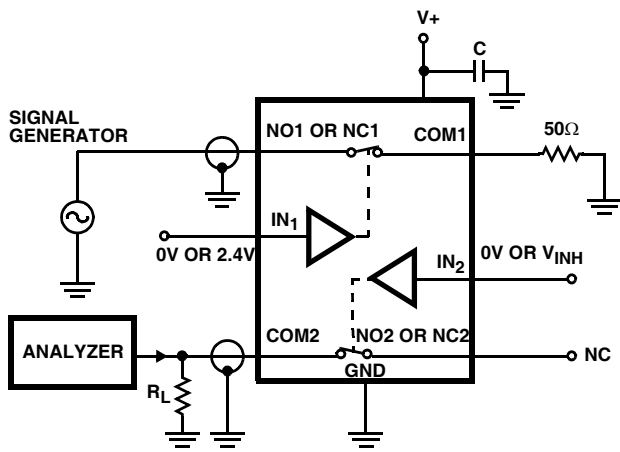 V+
C
SIGNAL
GENERATOR
NO1 OR NC1
COM1
50Ω
IN1
0V OR 2.4V
IN2
0V OR VINH
COM2
NO2 OR NC2
ANALYZER
NC
GND
RL